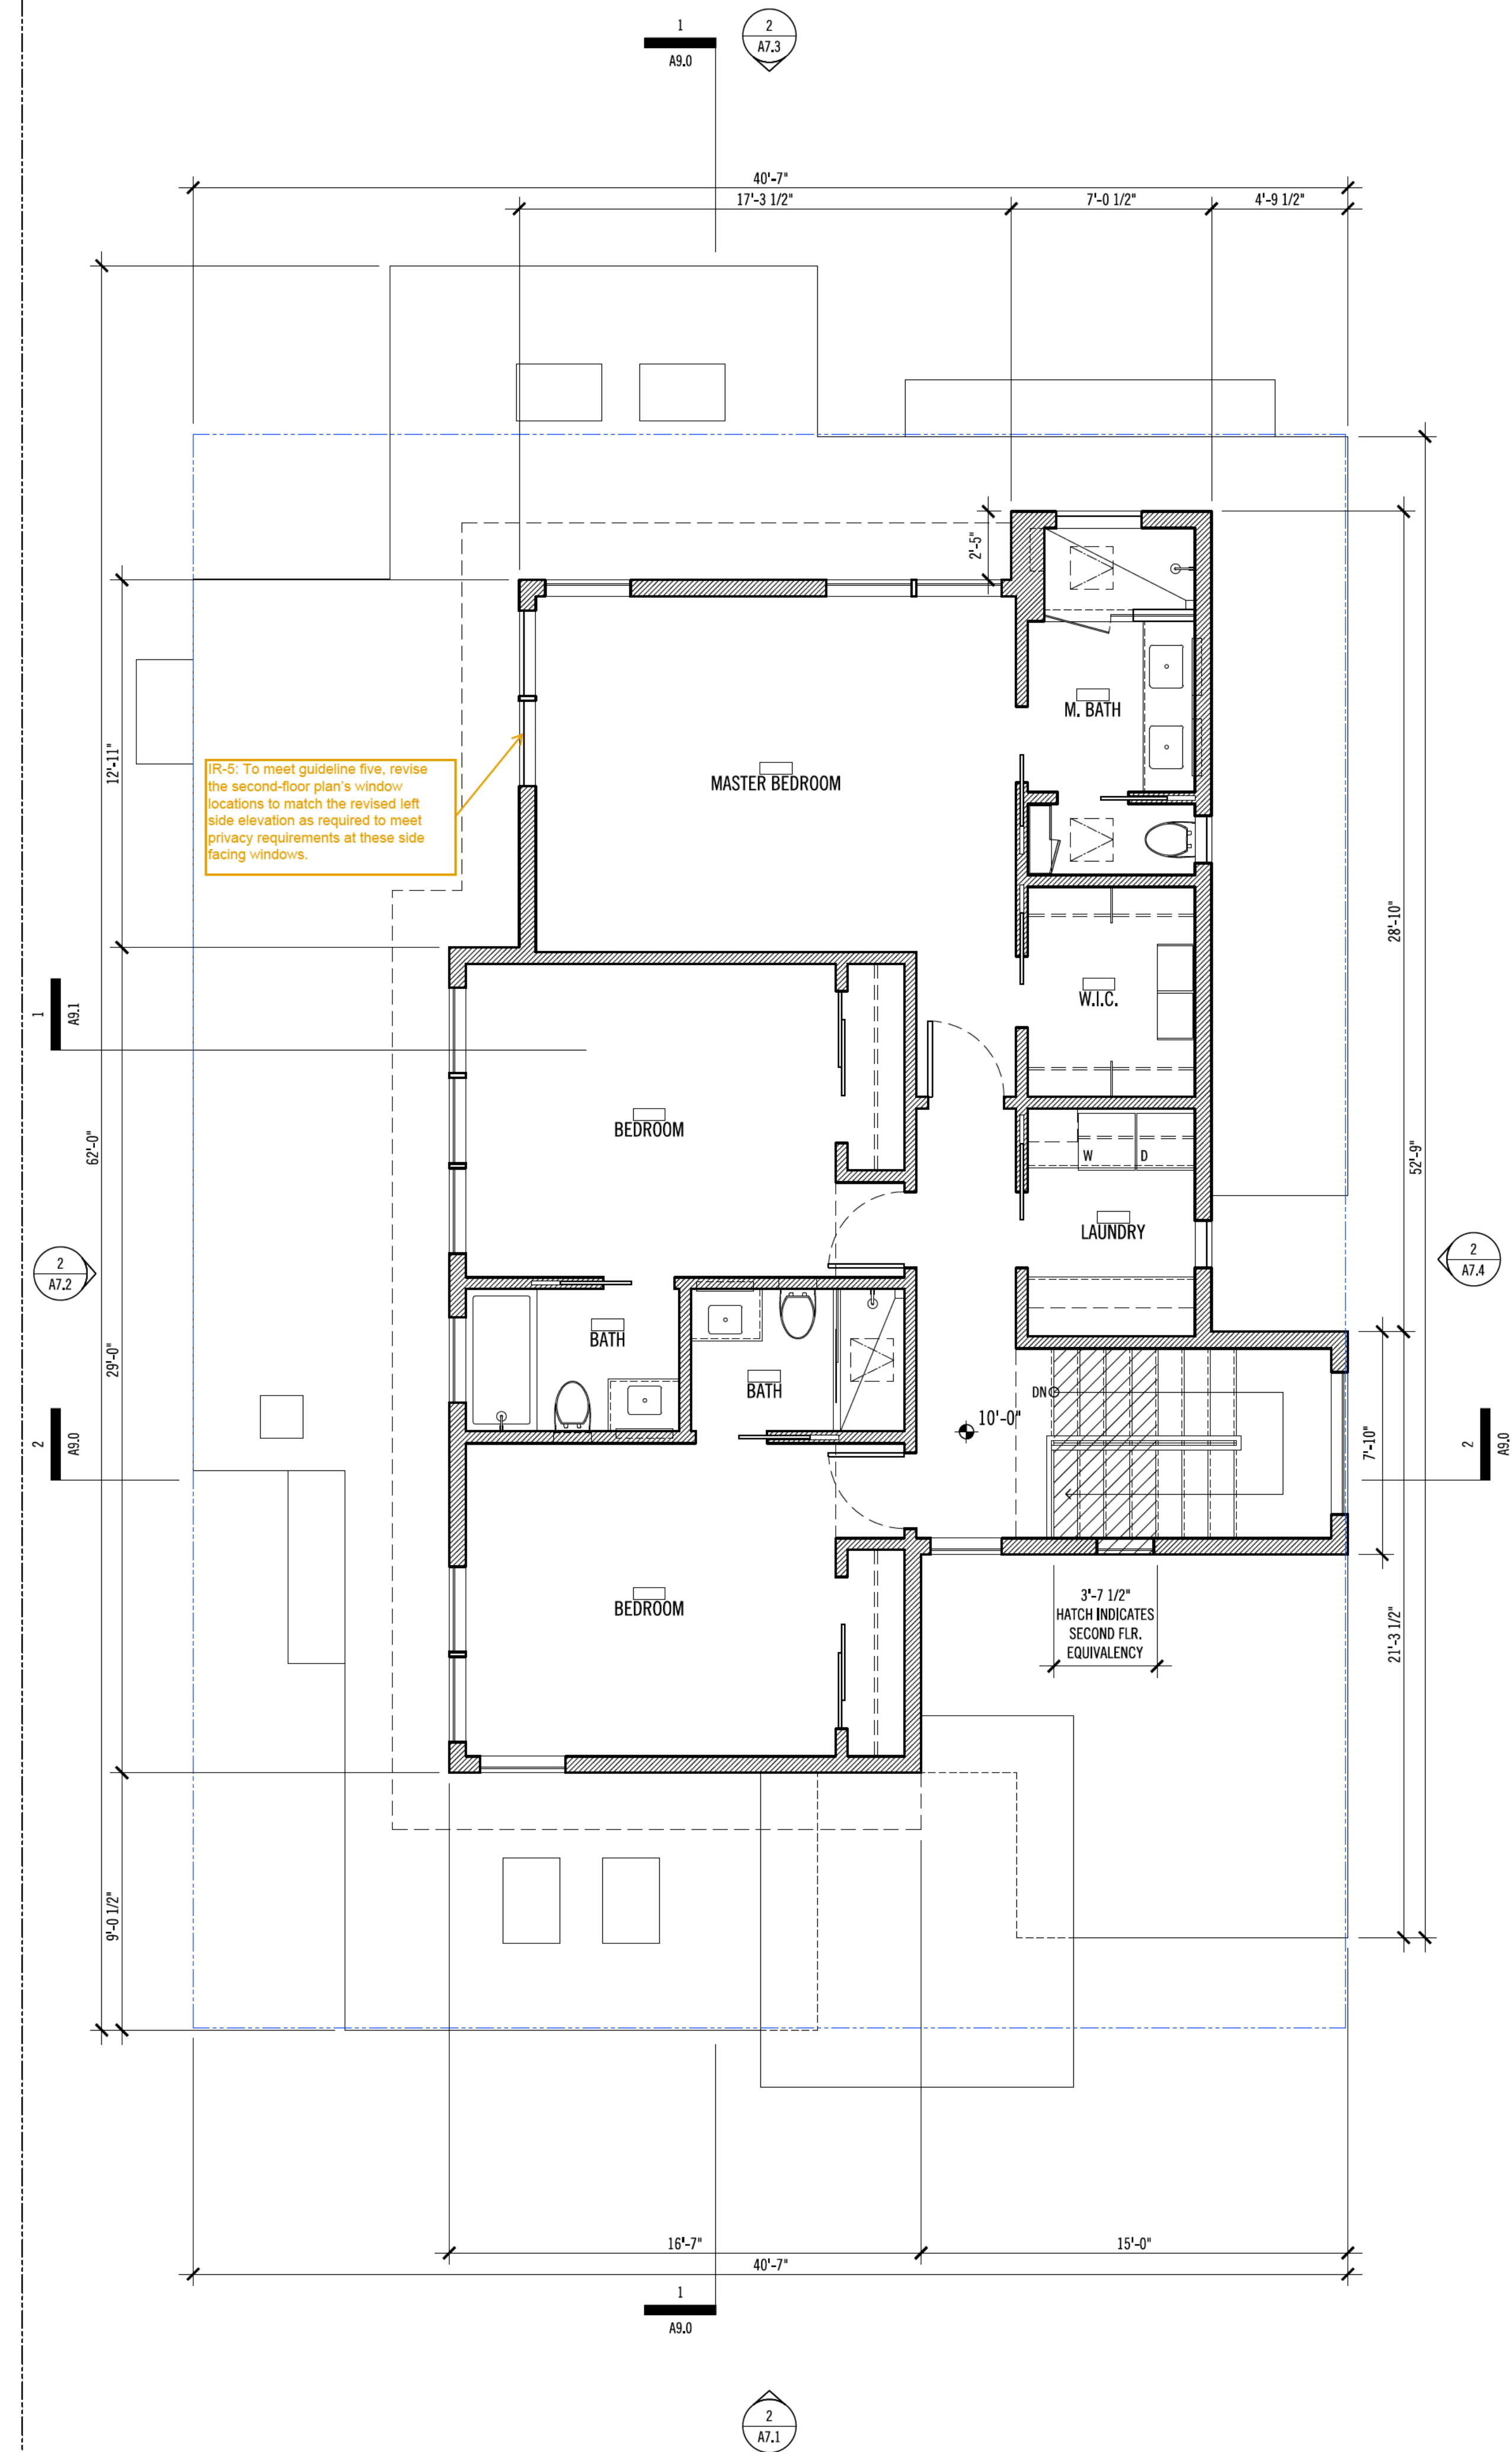 1
A9.0
2
A7.3
40'-7"
17'-3 1/2"
7'-0 1/2"
4'-9 1/2"
2'-5"
12'-11"
IR-5: To meet guideline five, revise
the second-floor plan's window
locations to match the revised left
side elevation as required to meet
privacy requirements at these side
facing windows.
M. BATH
MASTER BEDROOM
28'-10"
W.I.C.
1
A9.1
BEDROOM
62'-0"
W
D
52'-9"
LAUNDRY
2
A7.2
2
A7.4
BATH
29'-0"
BATH
DN
10'-0"
2
A9.0
7'-10"
2
A9.0
BEDROOM
3'-7 1/2"
HATCH INDICATES
SECOND FLR.
EQUIVALENCY
21'-3 1/2"
9'-0 1/2"
16'-7"
15'-0"
40'-7"
1
A9.0
2
A7.1